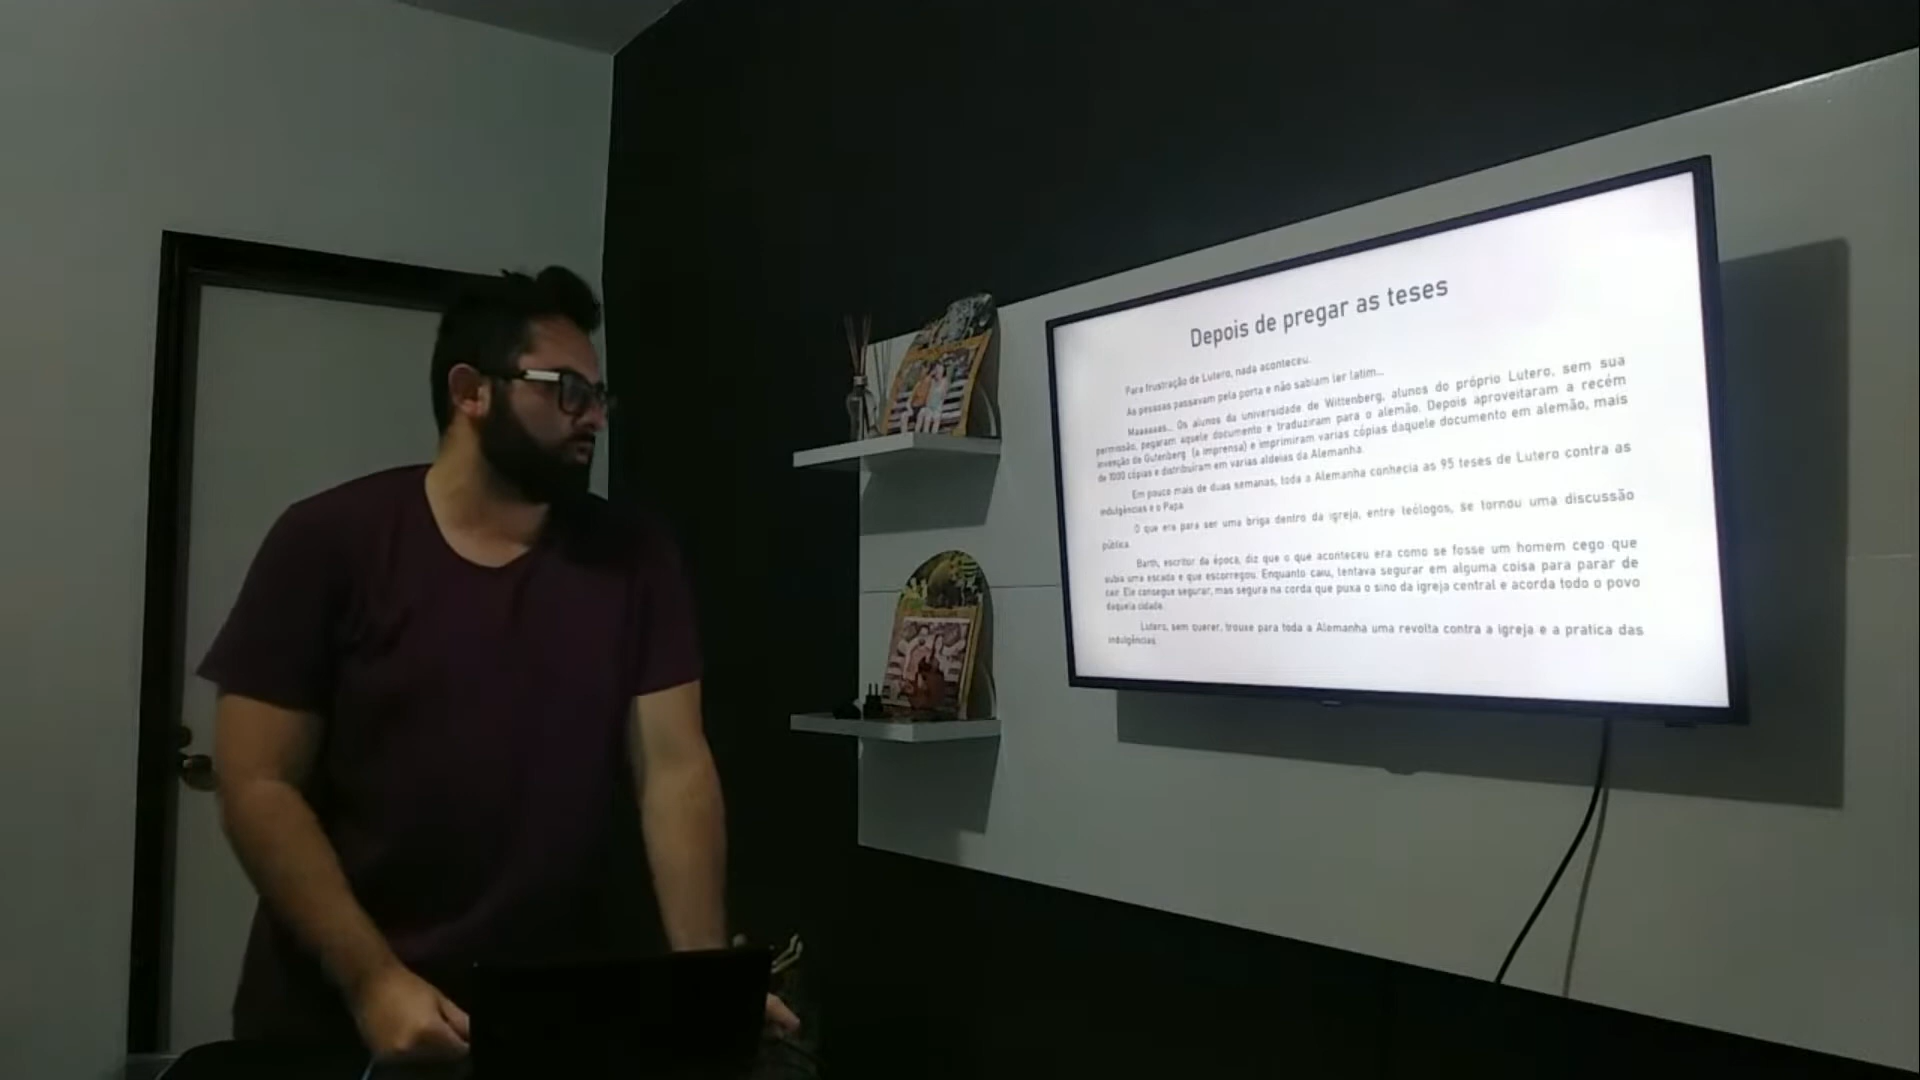 Depois de pregar as teses
Para frustração de Lutero, nada aconteceu.
As pessoas passavam pela porta e não sabiam ler latim...
Maaaaaas... Os alunos da universidade de Wittenberg, alunos do próprio Lutero, sem sua
permissão, pegaram aquele documento e traduziram para o alemão. Depois aproveitaram a recém
invenção de Gutenberg (a imprensa) e imprimiram varias cópias daquele documento em alemão, mais
de 1000 cópias e distribuíram em varias aldeias da Alemanha.
Em pouco mais de duas semanas, toda a Alemanha conhecia as 95 teses de Lutero contra as
indulgências e o Papa.
O que era para ser uma briga dentro da igreja, entre teólogos, se tornou uma discussão
pública.
Barth, escritor da época, diz que o que aconteceu era como se fosse um homem cego que
subia uma escada e que escorregou. Enquanto caiu, tentava segurar em alguma coisa para parar de
cair. Ele consegue segurar, mas segura na corda que puxa o sino da igreja central e acorda todo o povo
daquela cidade.
Lutero, sem querer, trouxe para toda a Alemanha uma revolta contra a igreja e a pratica das
indulgências.